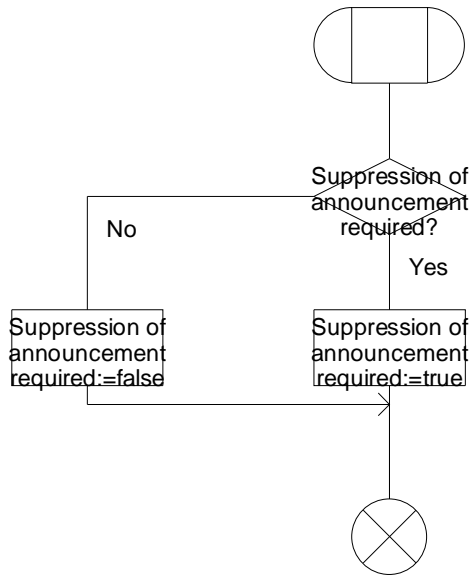 Suppression of
announcement
required?
No
Yes
Suppression of
announcement
required:=false
Suppression of
announcement
required:=true